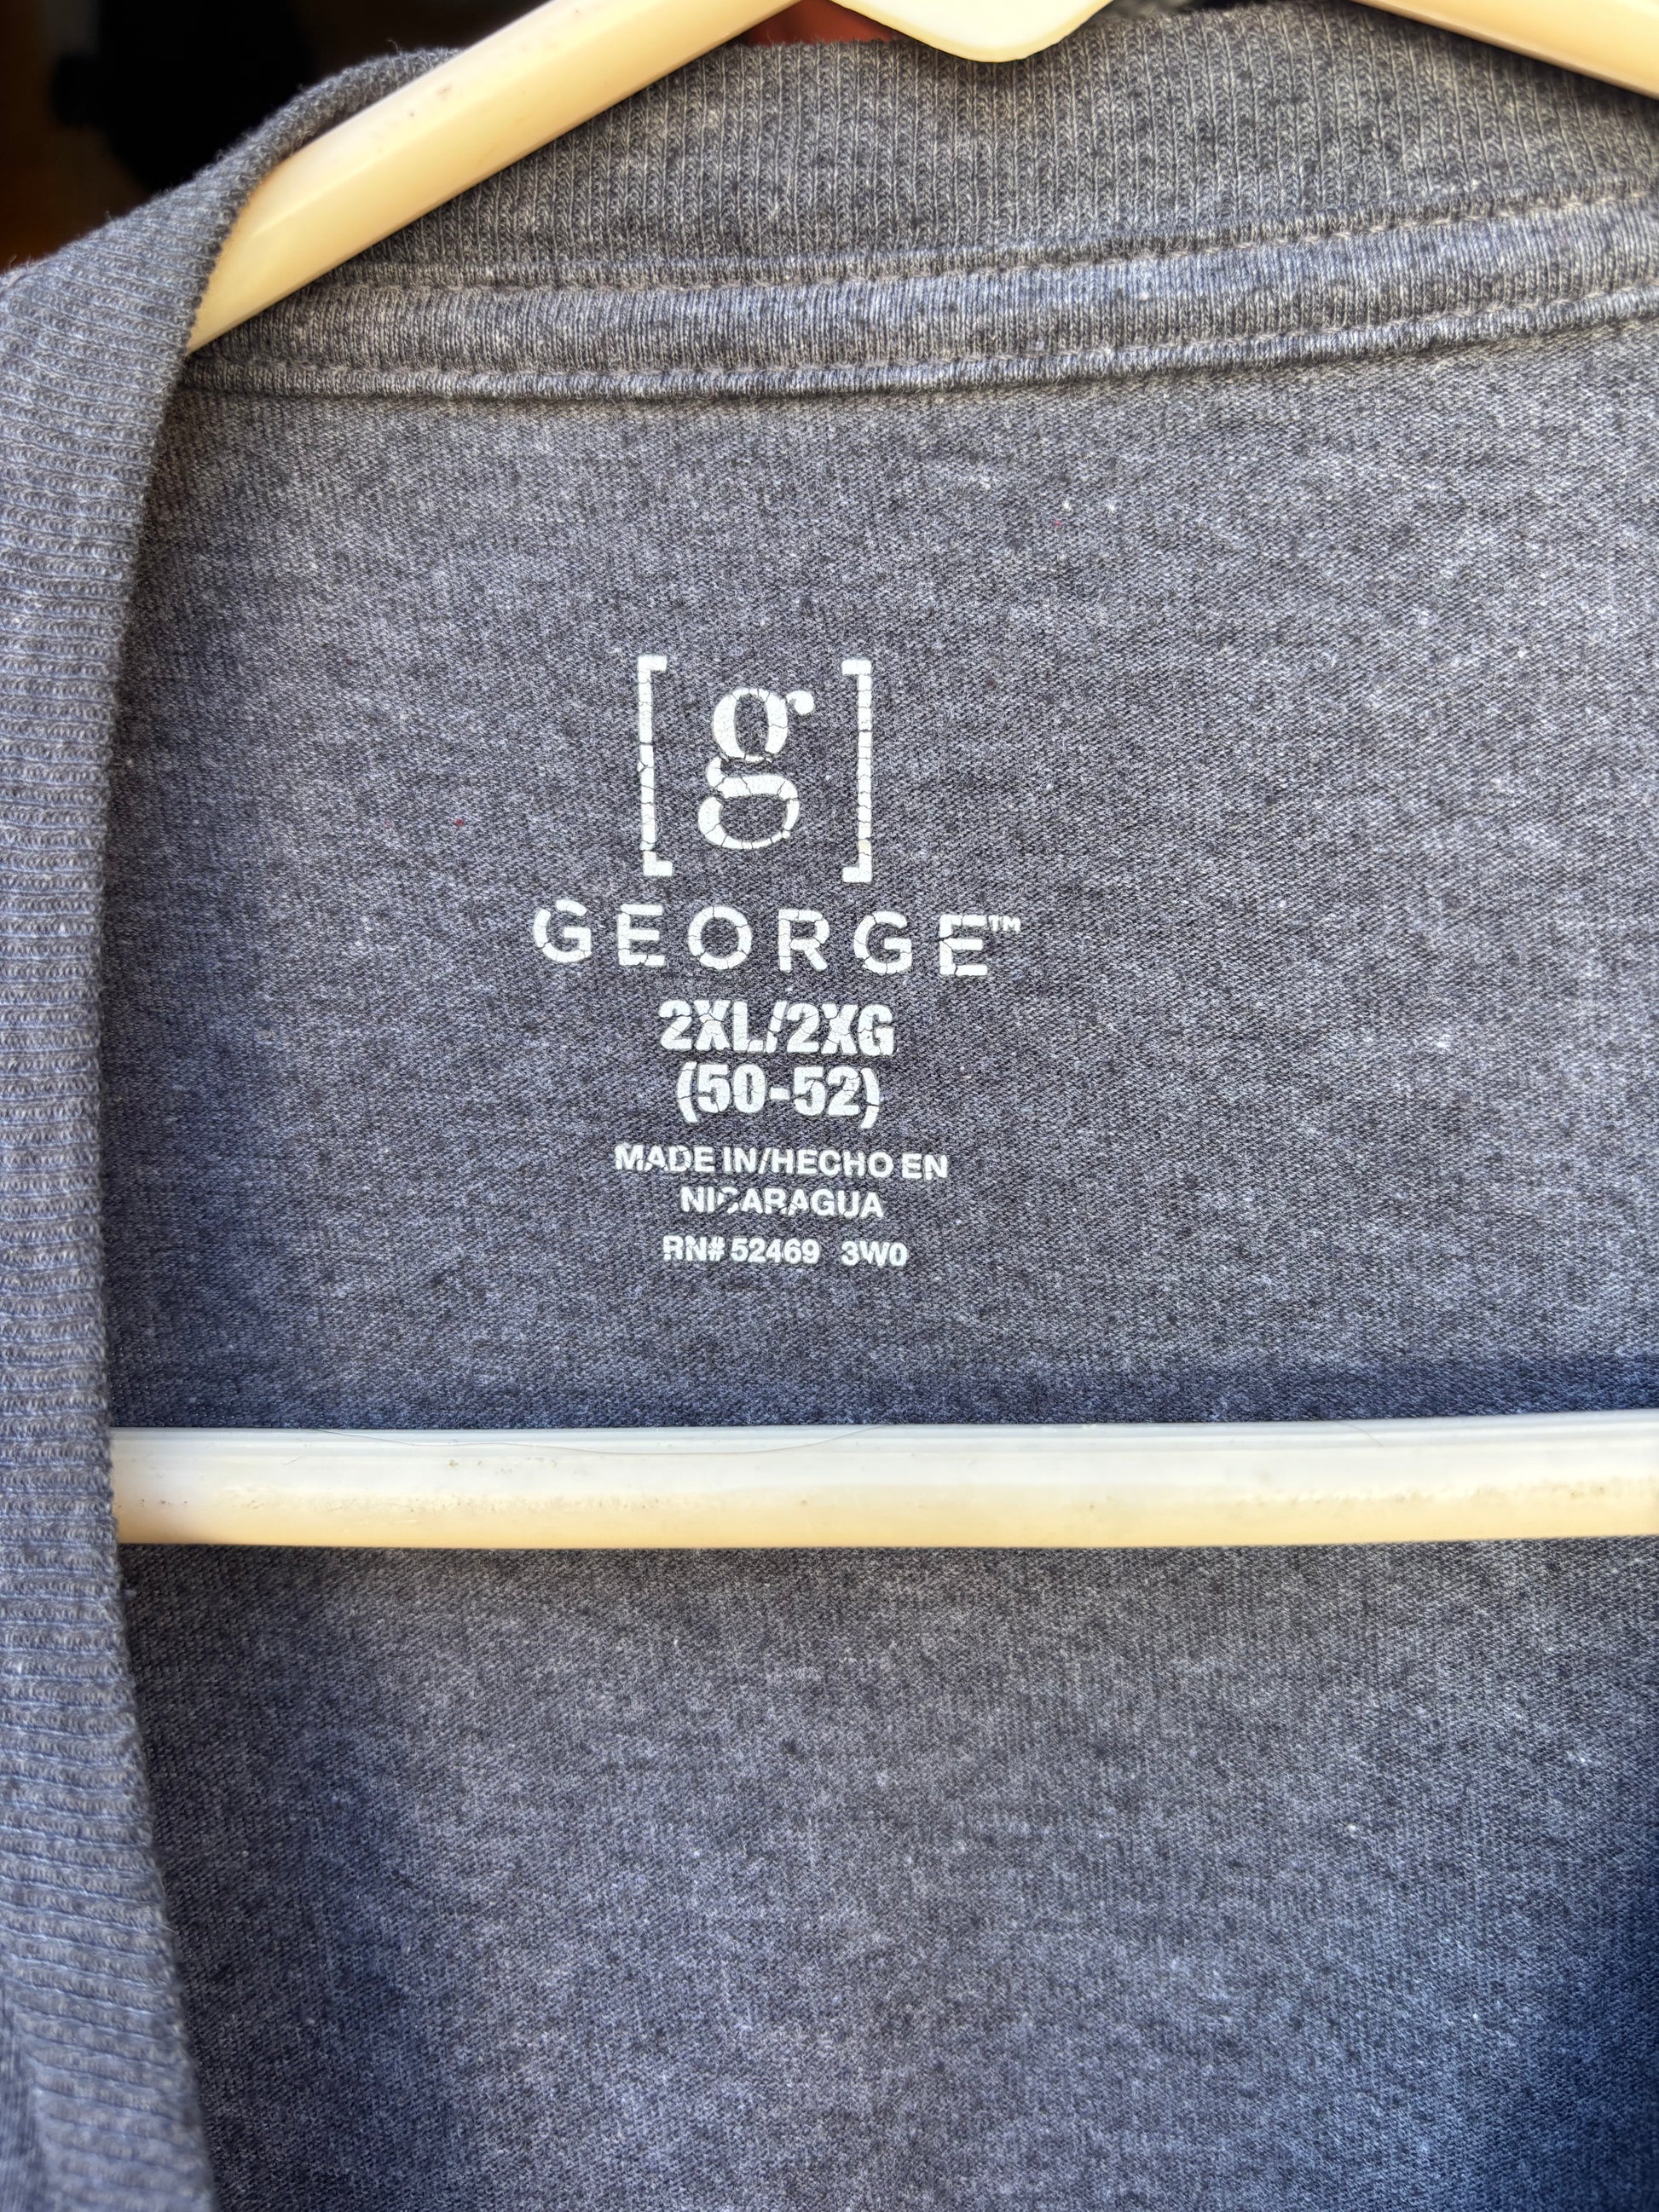 [g]
GEORGE™
2XL/2XG
(50-52)
MADE IN/HECHO EN
NICARAGUA
RN# 52469 3W0